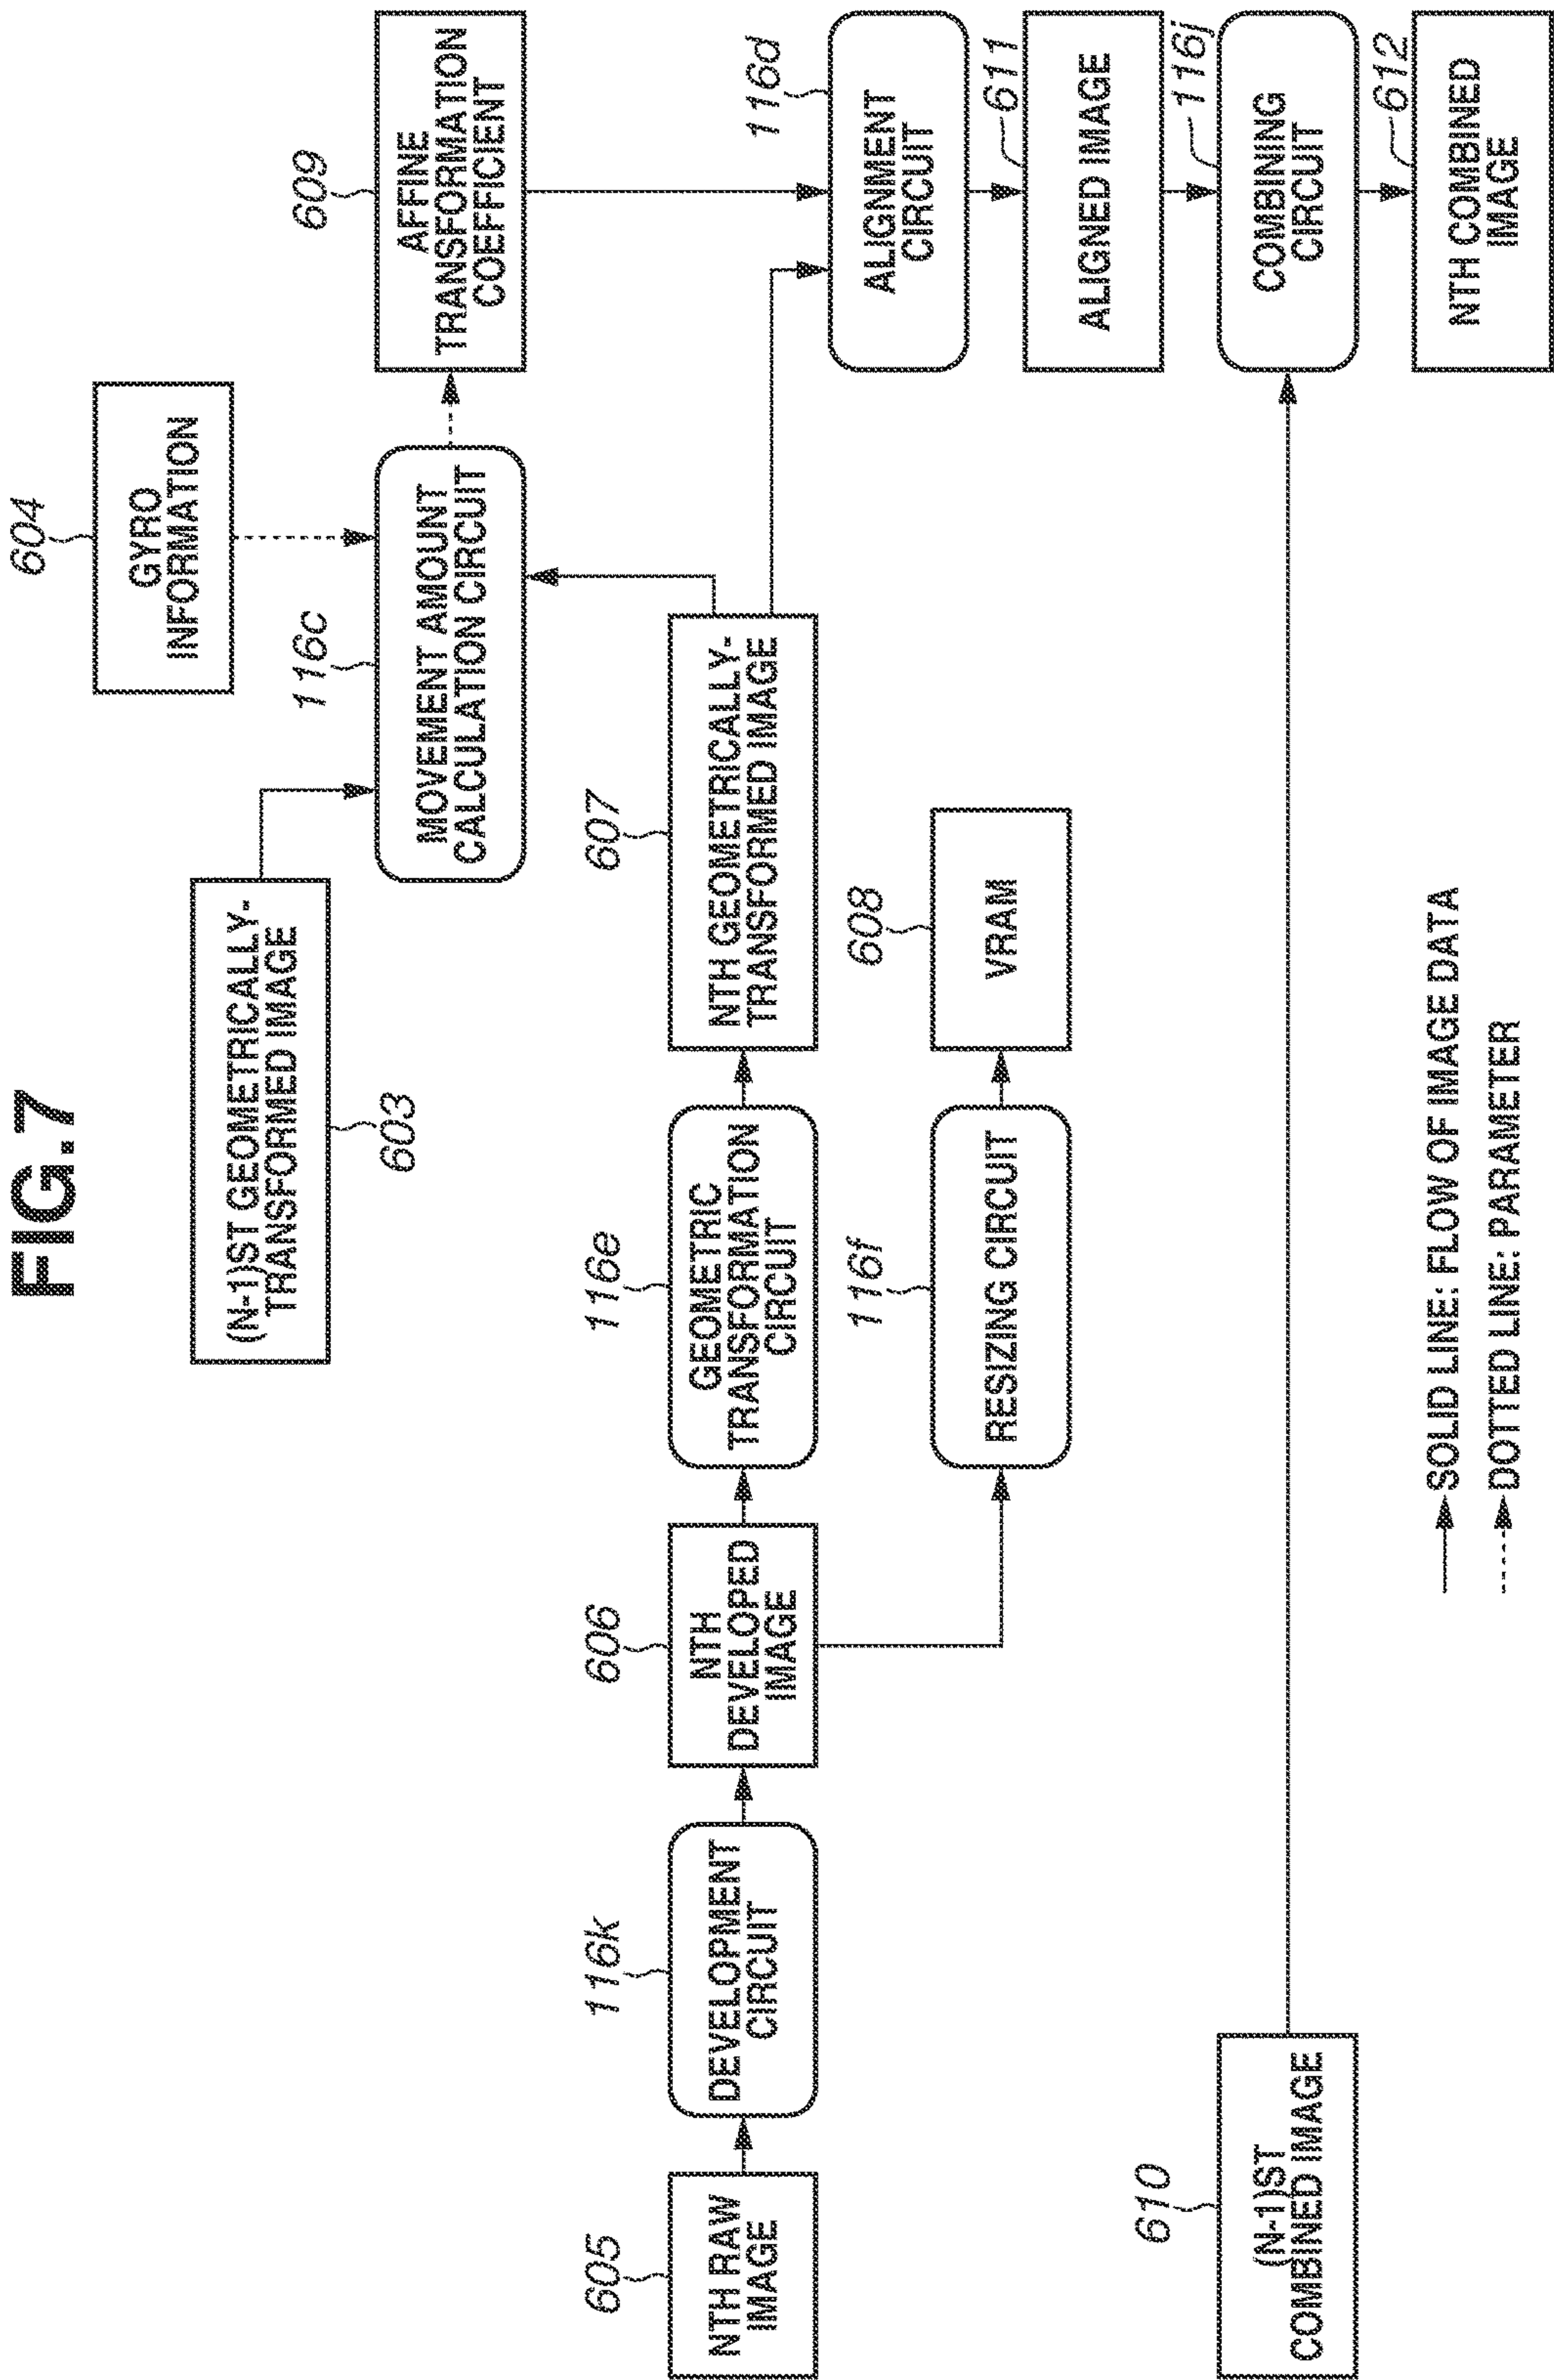 FIG.7
604
GYRO
INFORMATION
(N-1)ST GEOMETRICALLY-
TRANSFORMED IMAGE
603
116c
MOVEMENT AMOUNT
CALCULATION CIRCUIT
609
AFFINE
TRANSFORMATION
COEFFICIENT
605
NTH RAW
IMAGE
116k
DEVELOPMENT
CIRCUIT
606
NTH
DEVELOPED
IMAGE
116e
GEOMETRIC
TRANSFORMATION
CIRCUIT
607
NTH GEOMETRICALLY-
TRANSFORMED IMAGE
116f
RESIZING CIRCUIT
608
VRAM
116d
ALIGNMENT
CIRCUIT
611
ALIGNED IMAGE
610
(N-1)ST
COMBINED IMAGE
116j
COMBINING
CIRCUIT
612
NTH COMBINED
IMAGE
SOLID LINE: FLOW OF IMAGE DATA
DOTTED LINE: PARAMETER